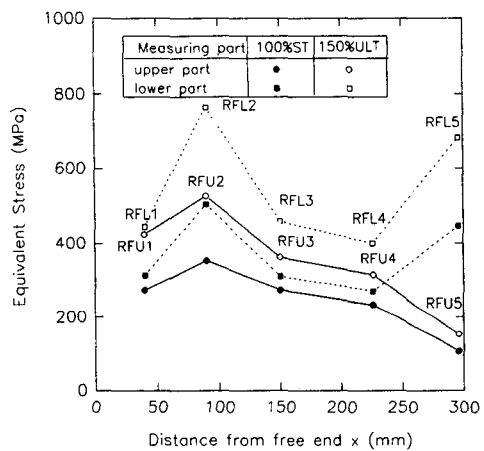 1000
800
600
400
200
0
Equivalent Stress (MPa)
Measuring part 100%ST 150%ULT
upper part
lower part
RFL2
RFL5
RFU2
RFL1
RFL3
RFL4
RFU1
RFU3
RFU4
RFU5
0 50 100 150 200 250 300
Distance from free end x (mm)